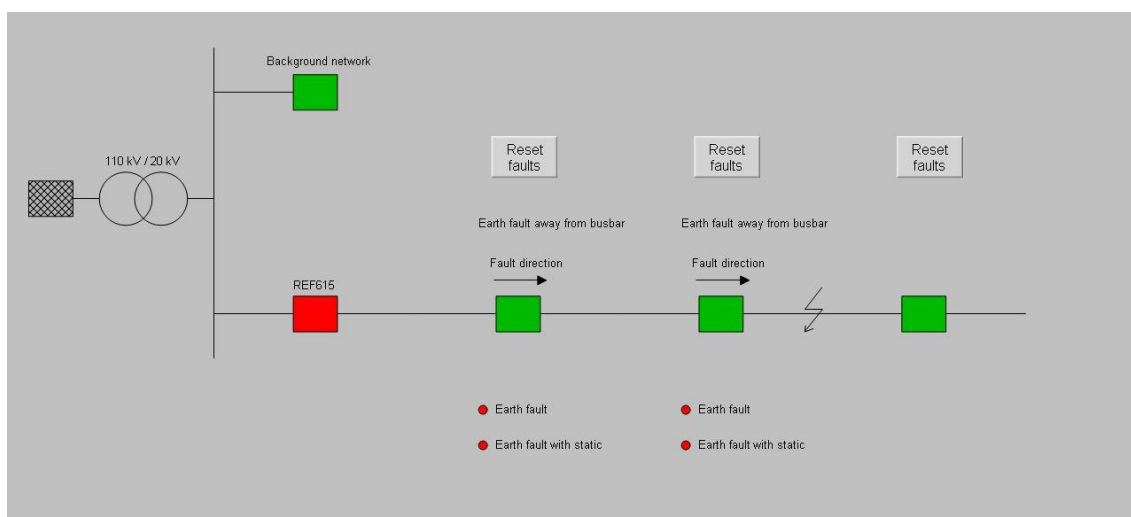 Background network
110 kV / 20 kV
Reset
faults
Reset
faults
Reset
faults
Earth fault away from busbar
Earth fault away from busbar
Fault direction
Fault direction
REF615
Earth fault
Earth fault
Earth fault with static
Earth fault with static